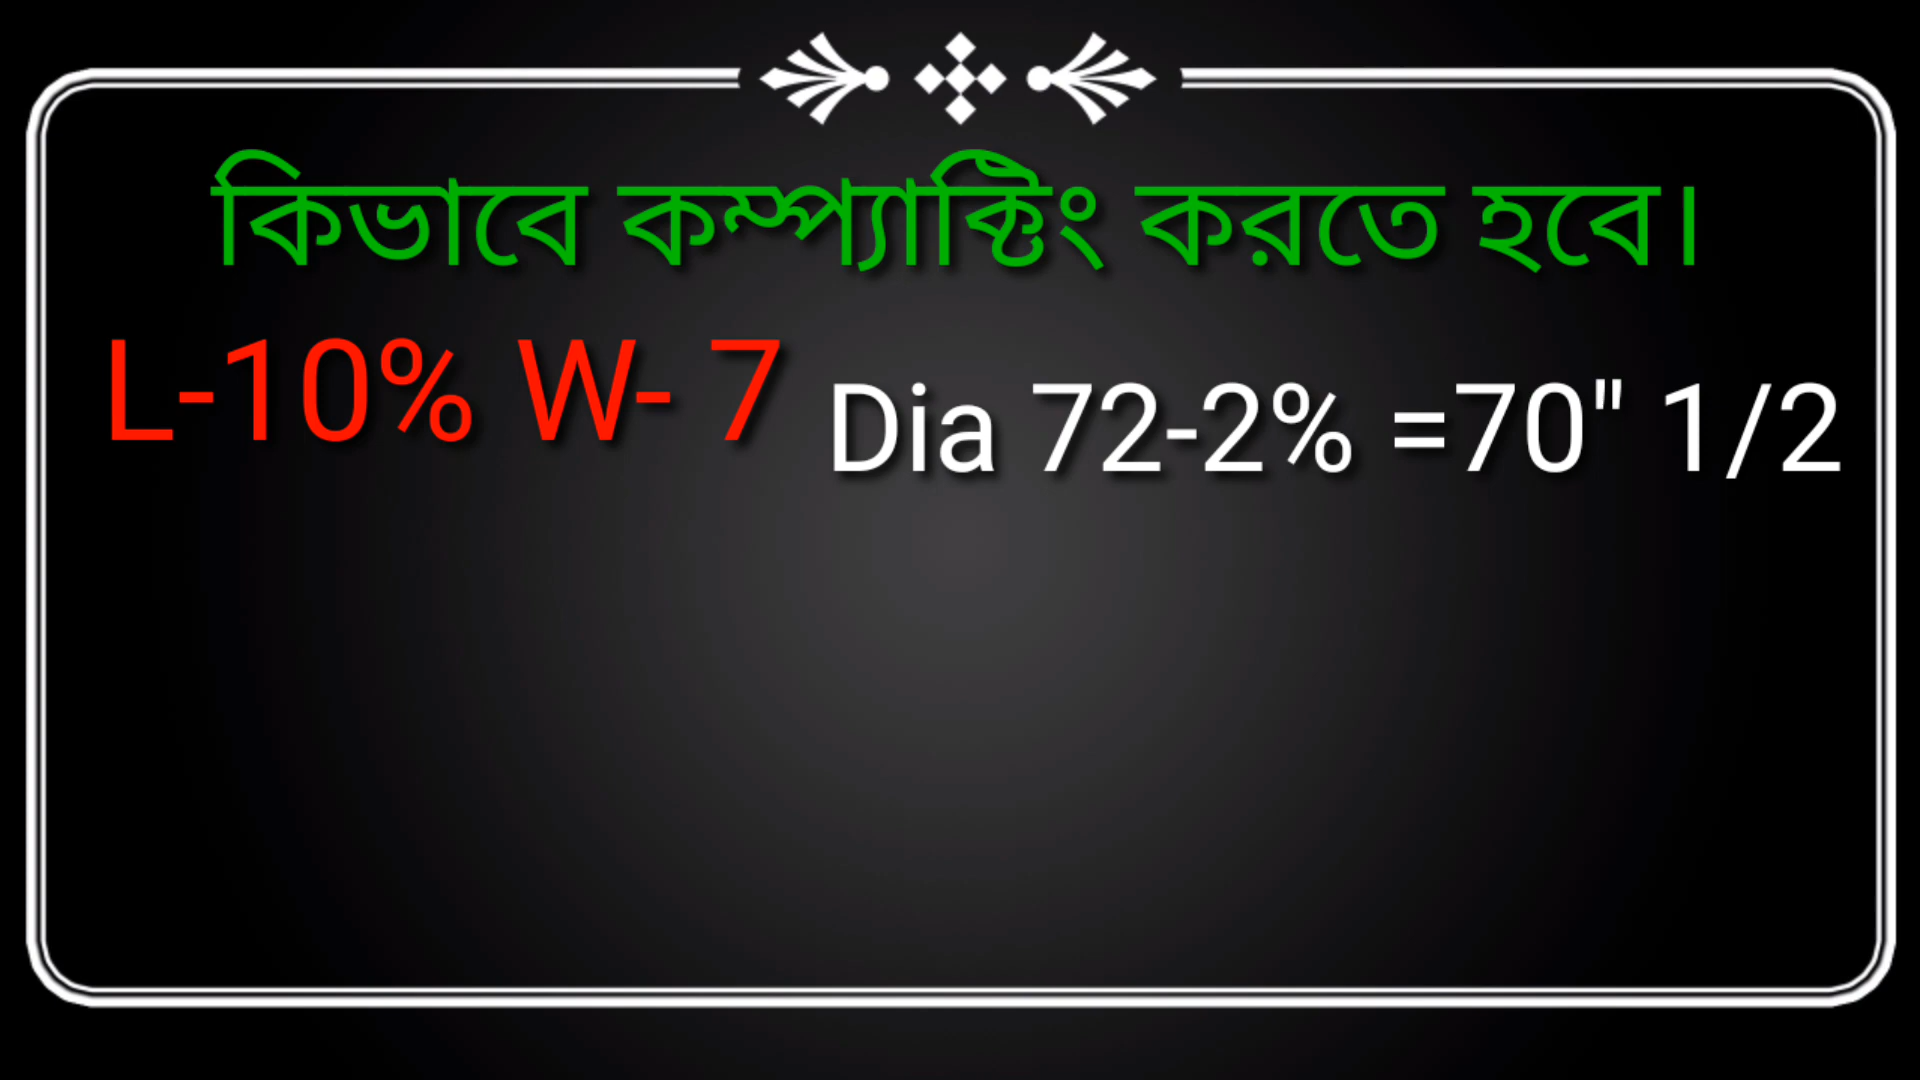 কিভাবে কম্প্যাক্টিং করতে হবে।
L-10% W- 7
Dia 72-2% =70" 1/2